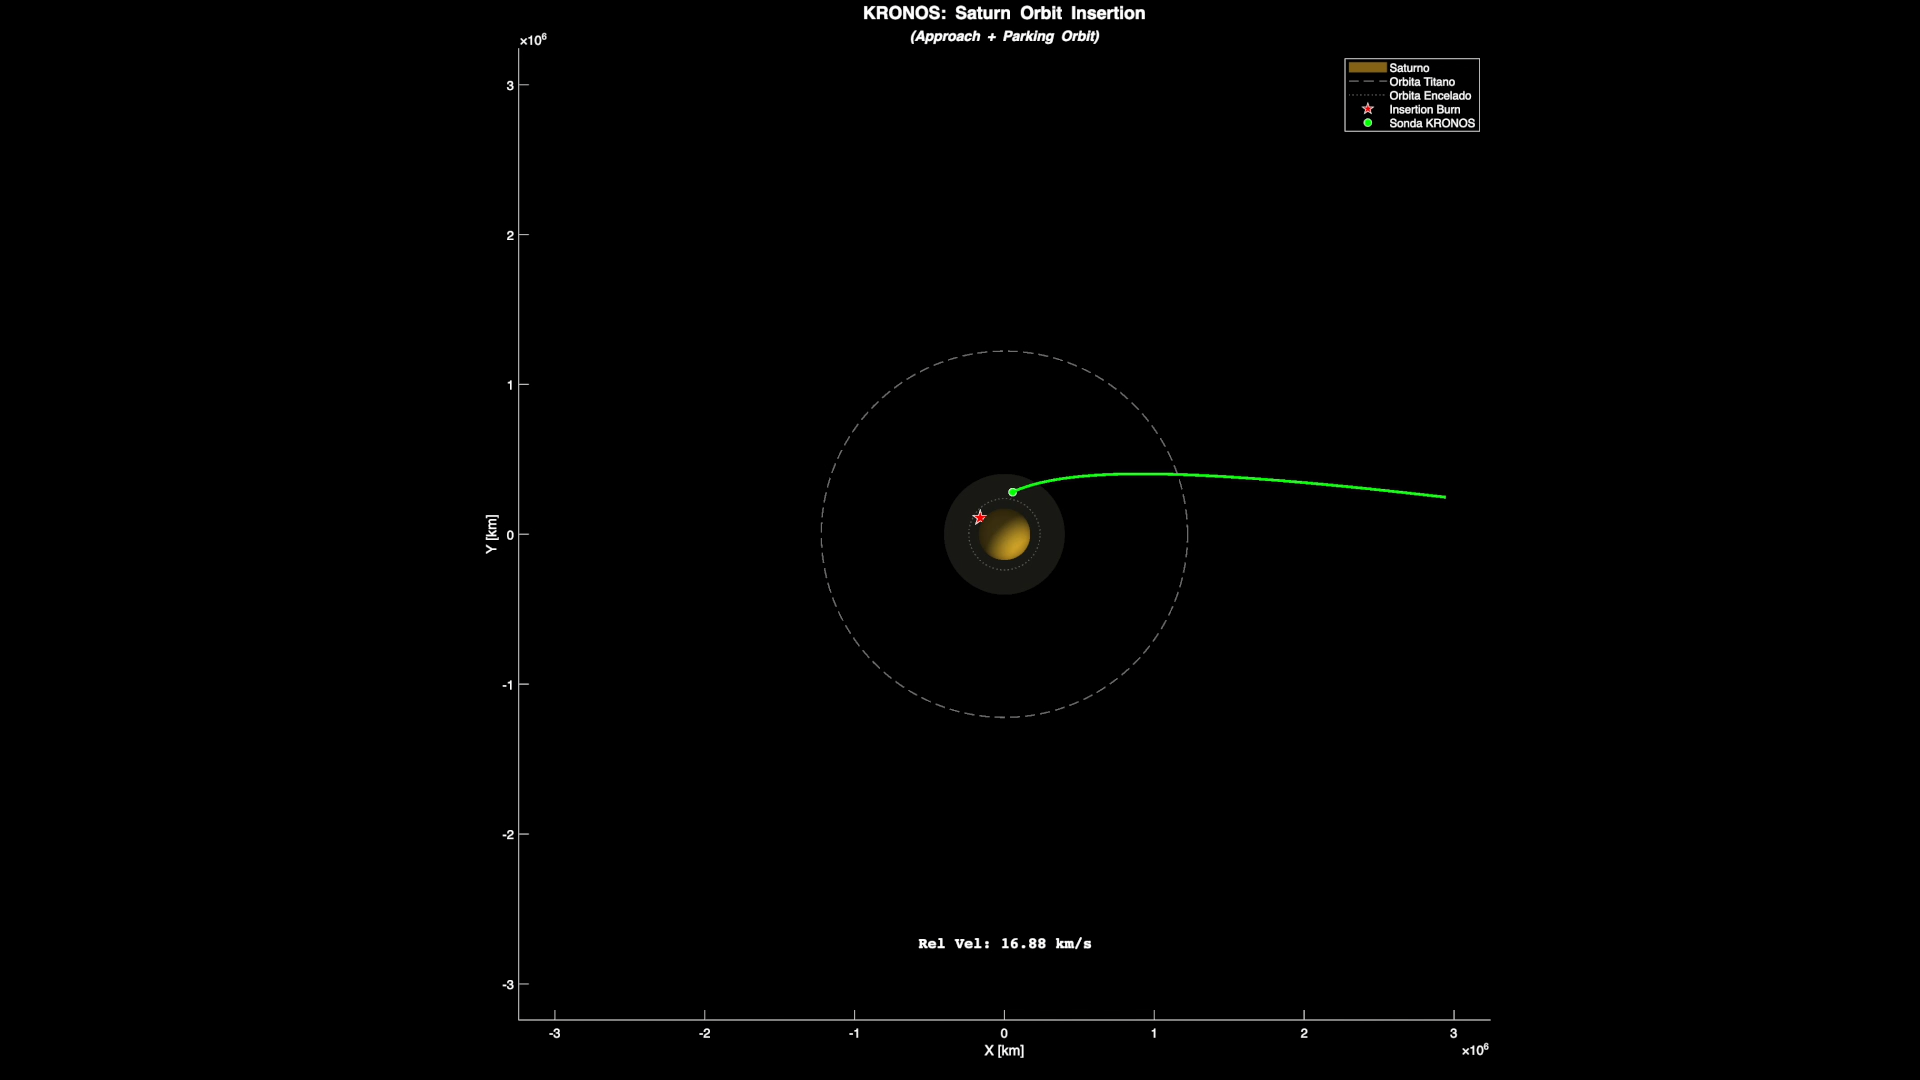 KRONOS: Saturn Orbit Insertion
(Approach + Parking Orbit)
×10⁶
Saturno
Orbita Titano
Orbita Encelado
Insertion Burn
Sonda KRONOS
3
2
1
0
-1
-2
-3
Y [km]
Rel Vel: 16.88 km/s
-3
-2
-1
0
1
2
3
X [km]
×10⁶